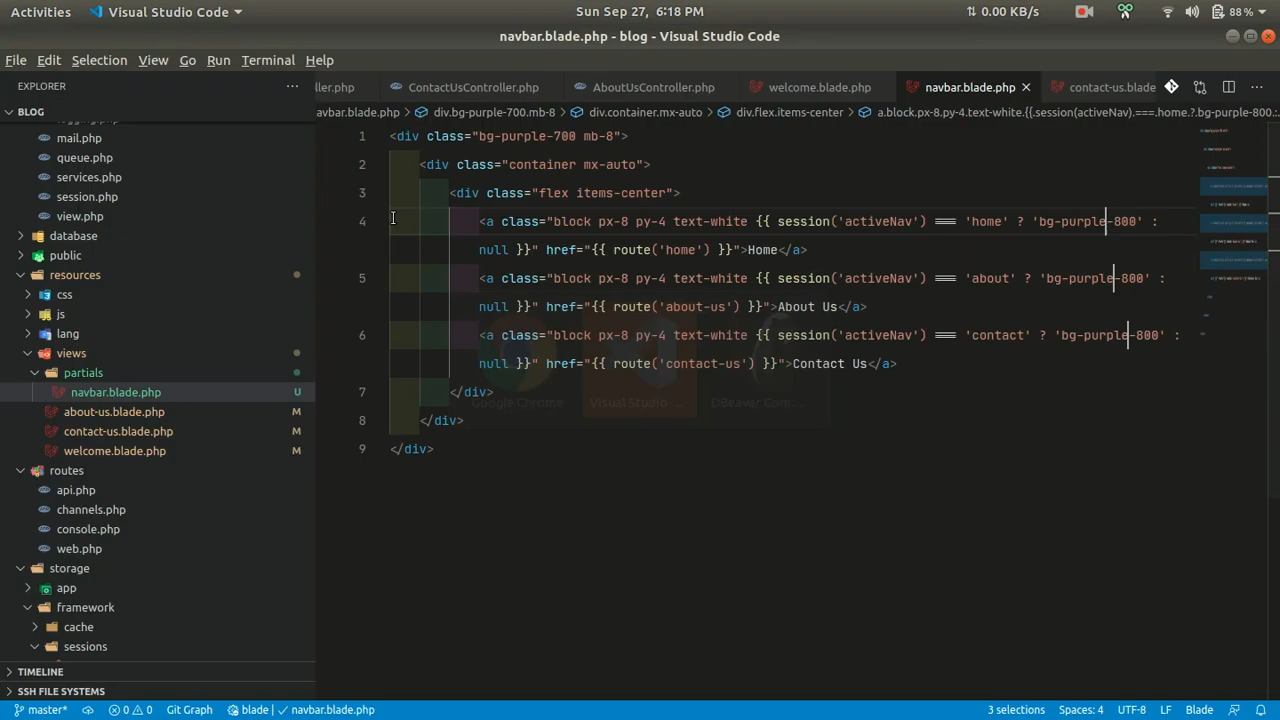 Activities Visual Studio Code Sun Sep 27, 6:18 PM 0.00 KB/s 88 %
navbar.blade.php - blog - Visual Studio Code
File Edit Selection View Go Run Terminal Help
EXPLORER
ller.php ContactUsController.php AboutUsController.php welcome.blade.php navbar.blade.php contact-us.blade
BLOG
avbar.blade.php > div.bg-purple-700.mb-8 > div.container.mx-auto > div.flex.items-center > a.block.px-8.py-4.text-white.{{.session(activeNav).===.home.?.bg-purple-800.:
mail.php
queue.php
services.php
session.php
view.php
database
public
resources
css
js
lang
views
partials
navbar.blade.php U
about-us.blade.php M
contact-us.blade.php M
welcome.blade.php M
routes
api.php
channels.php
console.php
web.php
storage
app
framework
cache
sessions
TIMELINE
SSH FILE SYSTEMS
1 <div class="bg-purple-700 mb-8">
2 <div class="container mx-auto">
3 <div class="flex items-center">
4 <a class="block px-8 py-4 text-white {{ session('activeNav') === 'home' ? 'bg-purple-800' :
null }}" href="{{ route('home') }}">Home</a>
5 <a class="block px-8 py-4 text-white {{ session('activeNav') === 'about' ? 'bg-purple-800' :
null }}" href="{{ route('about-us') }}">About Us</a>
6 <a class="block px-8 py-4 text-white {{ session('activeNav') === 'contact' ? 'bg-purple-800' :
null }}" href="{{ route('contact-us') }}">Contact Us</a>
7 </div>
8 </div>
9 </div>
Google Chrome Visual Studio ... DBeaver Com...
master* 0 0 Git Graph blade | navbar.blade.php 3 selections Spaces: 4 UTF-8 LF Blade